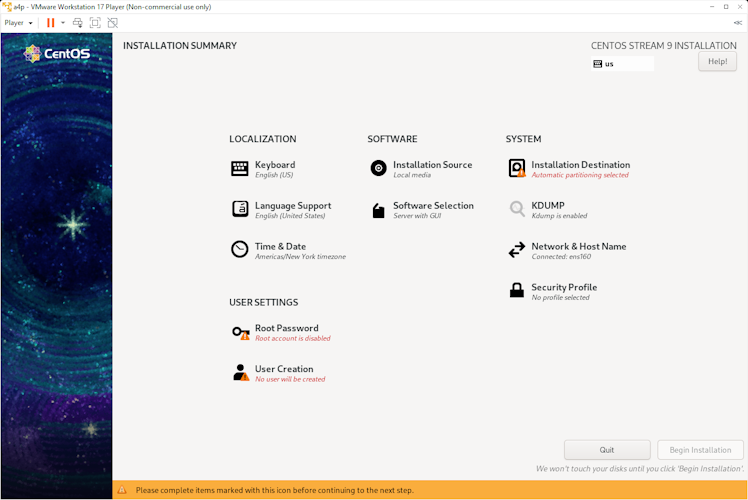 a4p - VMware Workstation 17 Player (Non-commercial use only)
Player
CentOS
INSTALLATION SUMMARY
CENTOS STREAM 9 INSTALLATION
us
Help!
LOCALIZATION
Keyboard
English (US)
Language Support
English (United States)
Time & Date
Americas/New York timezone
USER SETTINGS
Root Password
Root account is disabled
User Creation
No user will be created
SOFTWARE
Installation Source
Local media
Software Selection
Server with GUI
SYSTEM
Installation Destination
Automatic partitioning selected
KDUMP
Kdump is enabled
Network & Host Name
Connected: ens160
Security Profile
No profile selected
Quit
Begin Installation
We won't touch your disks until you click 'Begin Installation'.
Please complete items marked with this icon before continuing to the next step.